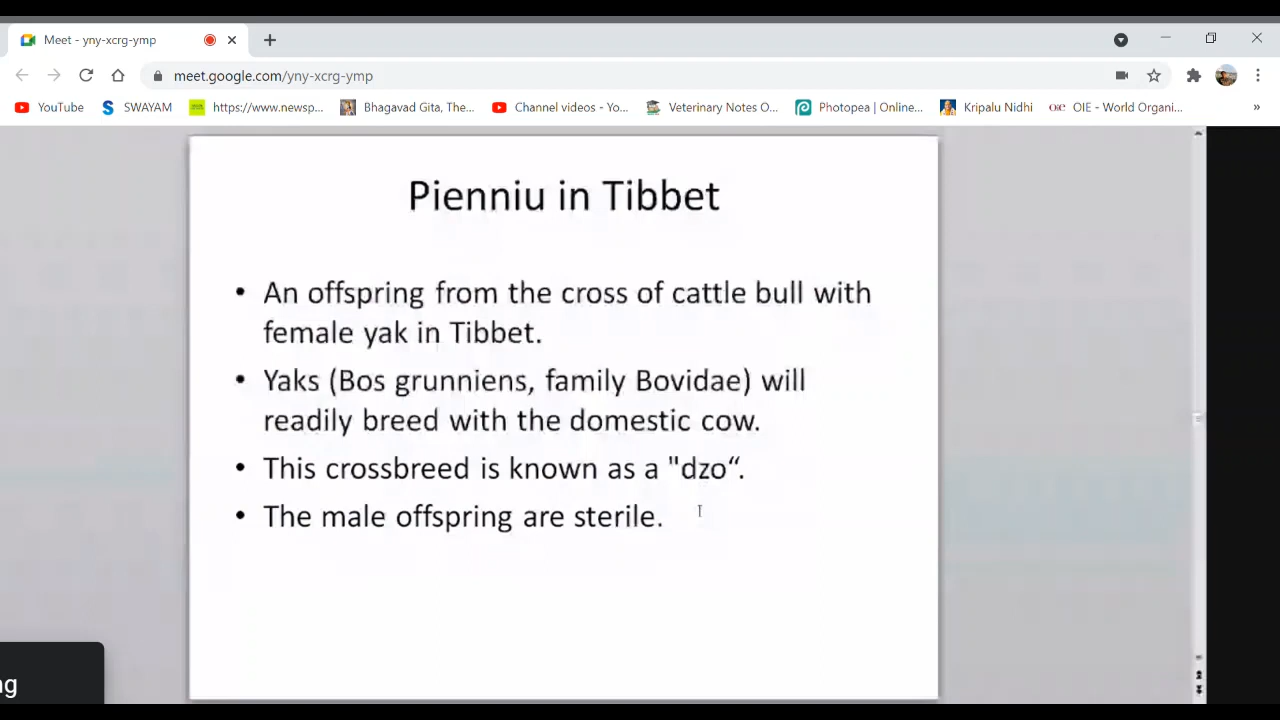 Meet - yny-xcrg-ymp
meet.google.com/yny-xcrg-ymp
YouTube
SWAYAM
https://www.newsp...
Bhagavad Gita, The...
Channel videos - Yo...
Veterinary Notes O...
Photopea | Online...
Kripalu Nidhi
OIE - World Organi...
»
Pienniu in Tibbet
• An offspring from the cross of cattle bull with
female yak in Tibbet.
• Yaks (Bos grunniens, family Bovidae) will
readily breed with the domestic cow.
• This crossbreed is known as a "dzo“.
• The male offspring are sterile.
ng